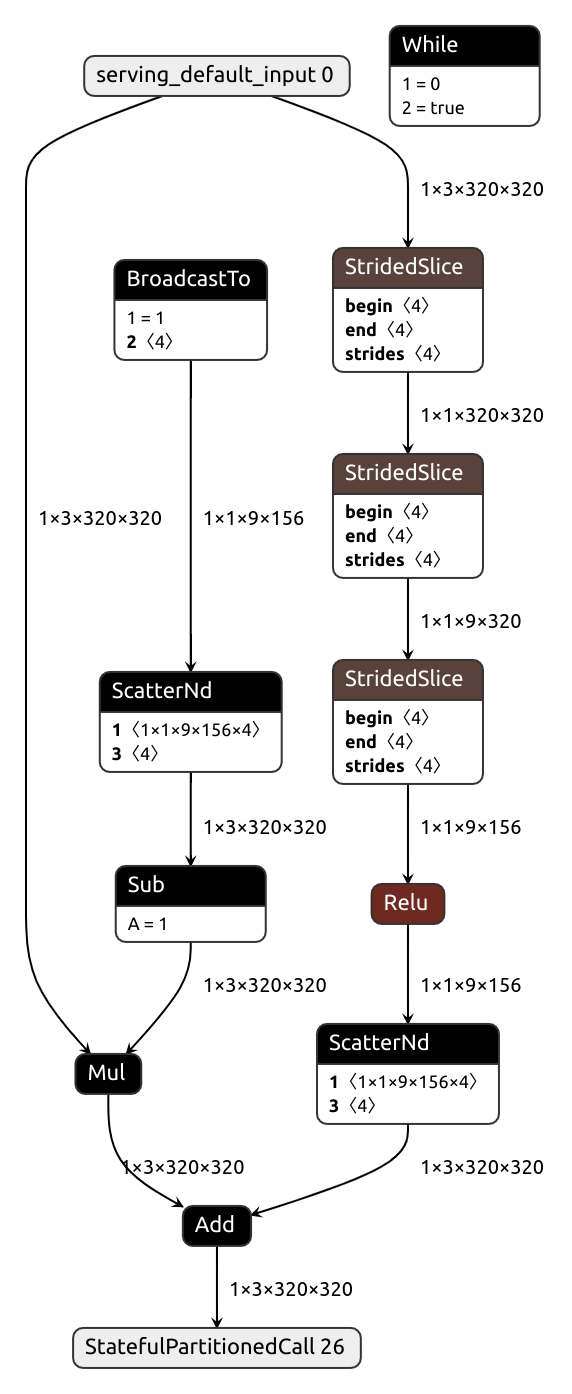 While
1 = 0
2 = true
serving_default_input 0
1×3×320×320
StridedSlice
begin 〈4〉
end 〈4〉
strides 〈4〉
BroadcastTo
1 = 1
2 〈4〉
1×1×320×320
StridedSlice
begin 〈4〉
end 〈4〉
strides 〈4〉
1×3×320×320
1×1×9×156
1×1×9×320
StridedSlice
begin 〈4〉
end 〈4〉
strides 〈4〉
ScatterNd
1 〈1×1×9×156×4〉
3 〈4〉
1×3×320×320
1×1×9×156
Sub
A = 1
Relu
1×3×320×320
1×1×9×156
ScatterNd
1 〈1×1×9×156×4〉
3 〈4〉
Mul
1×3×320×320
1×3×320×320
Add
1×3×320×320
StatefulPartitionedCall 26